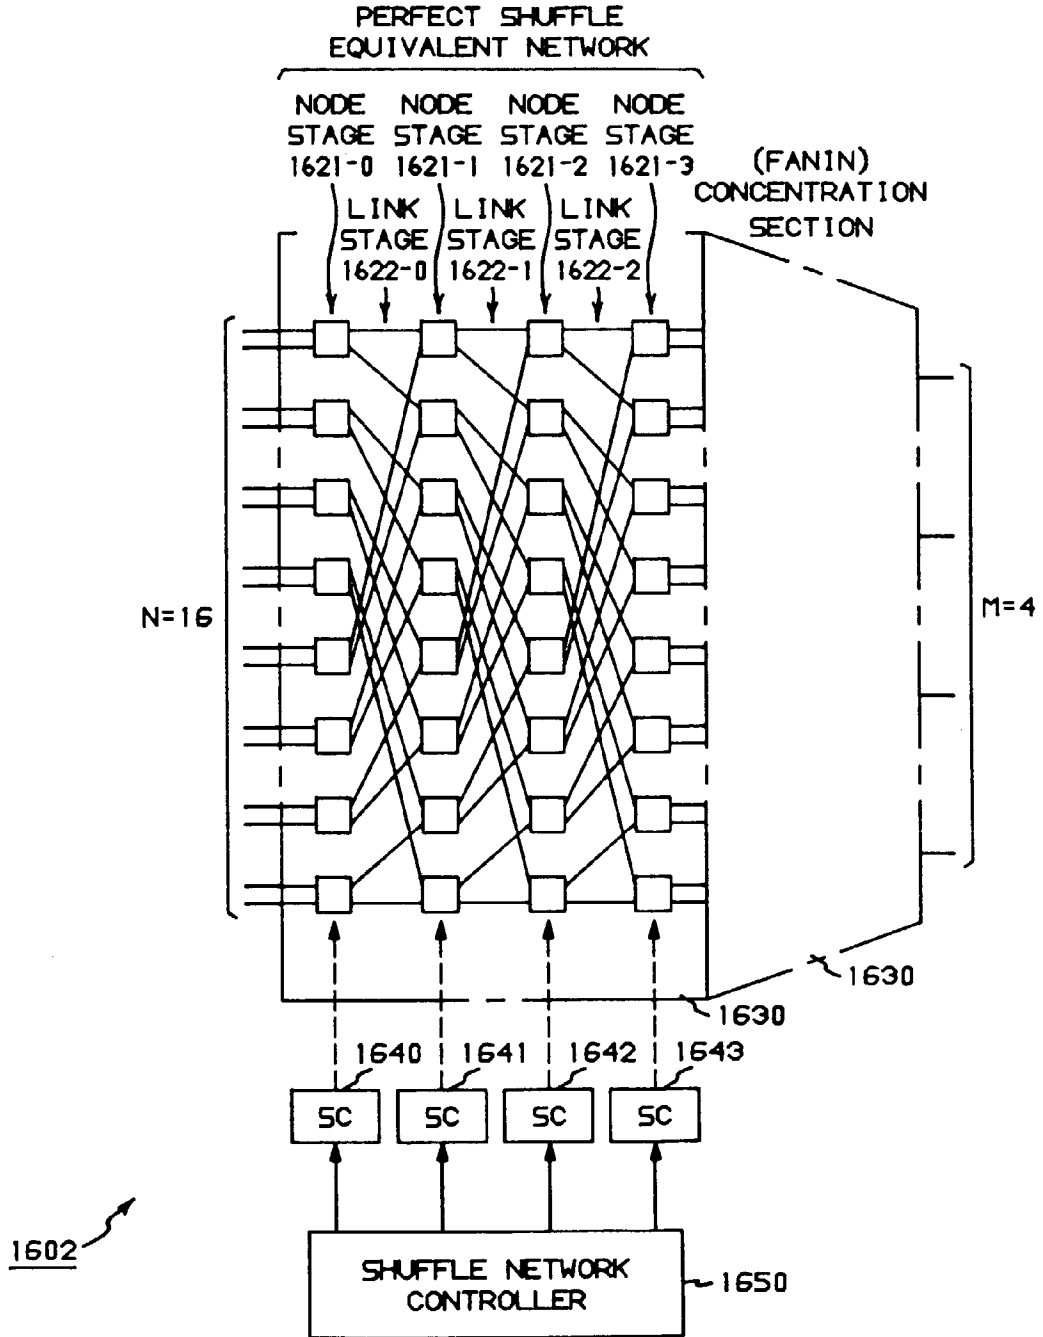 PERFECT SHUFFLE
EQUIVALENT NETWORK
NODE STAGE 1621-0
NODE STAGE 1621-1
NODE STAGE 1621-2
NODE STAGE 1621-3
(FANIN)
CONCENTRATION
SECTION
LINK STAGE 1622-0
LINK STAGE 1622-1
LINK STAGE 1622-2
N=16
M=4
1630
1630
1640
1641
1642
1643
SC
SC
SC
SC
1602
SHUFFLE NETWORK
CONTROLLER
1650